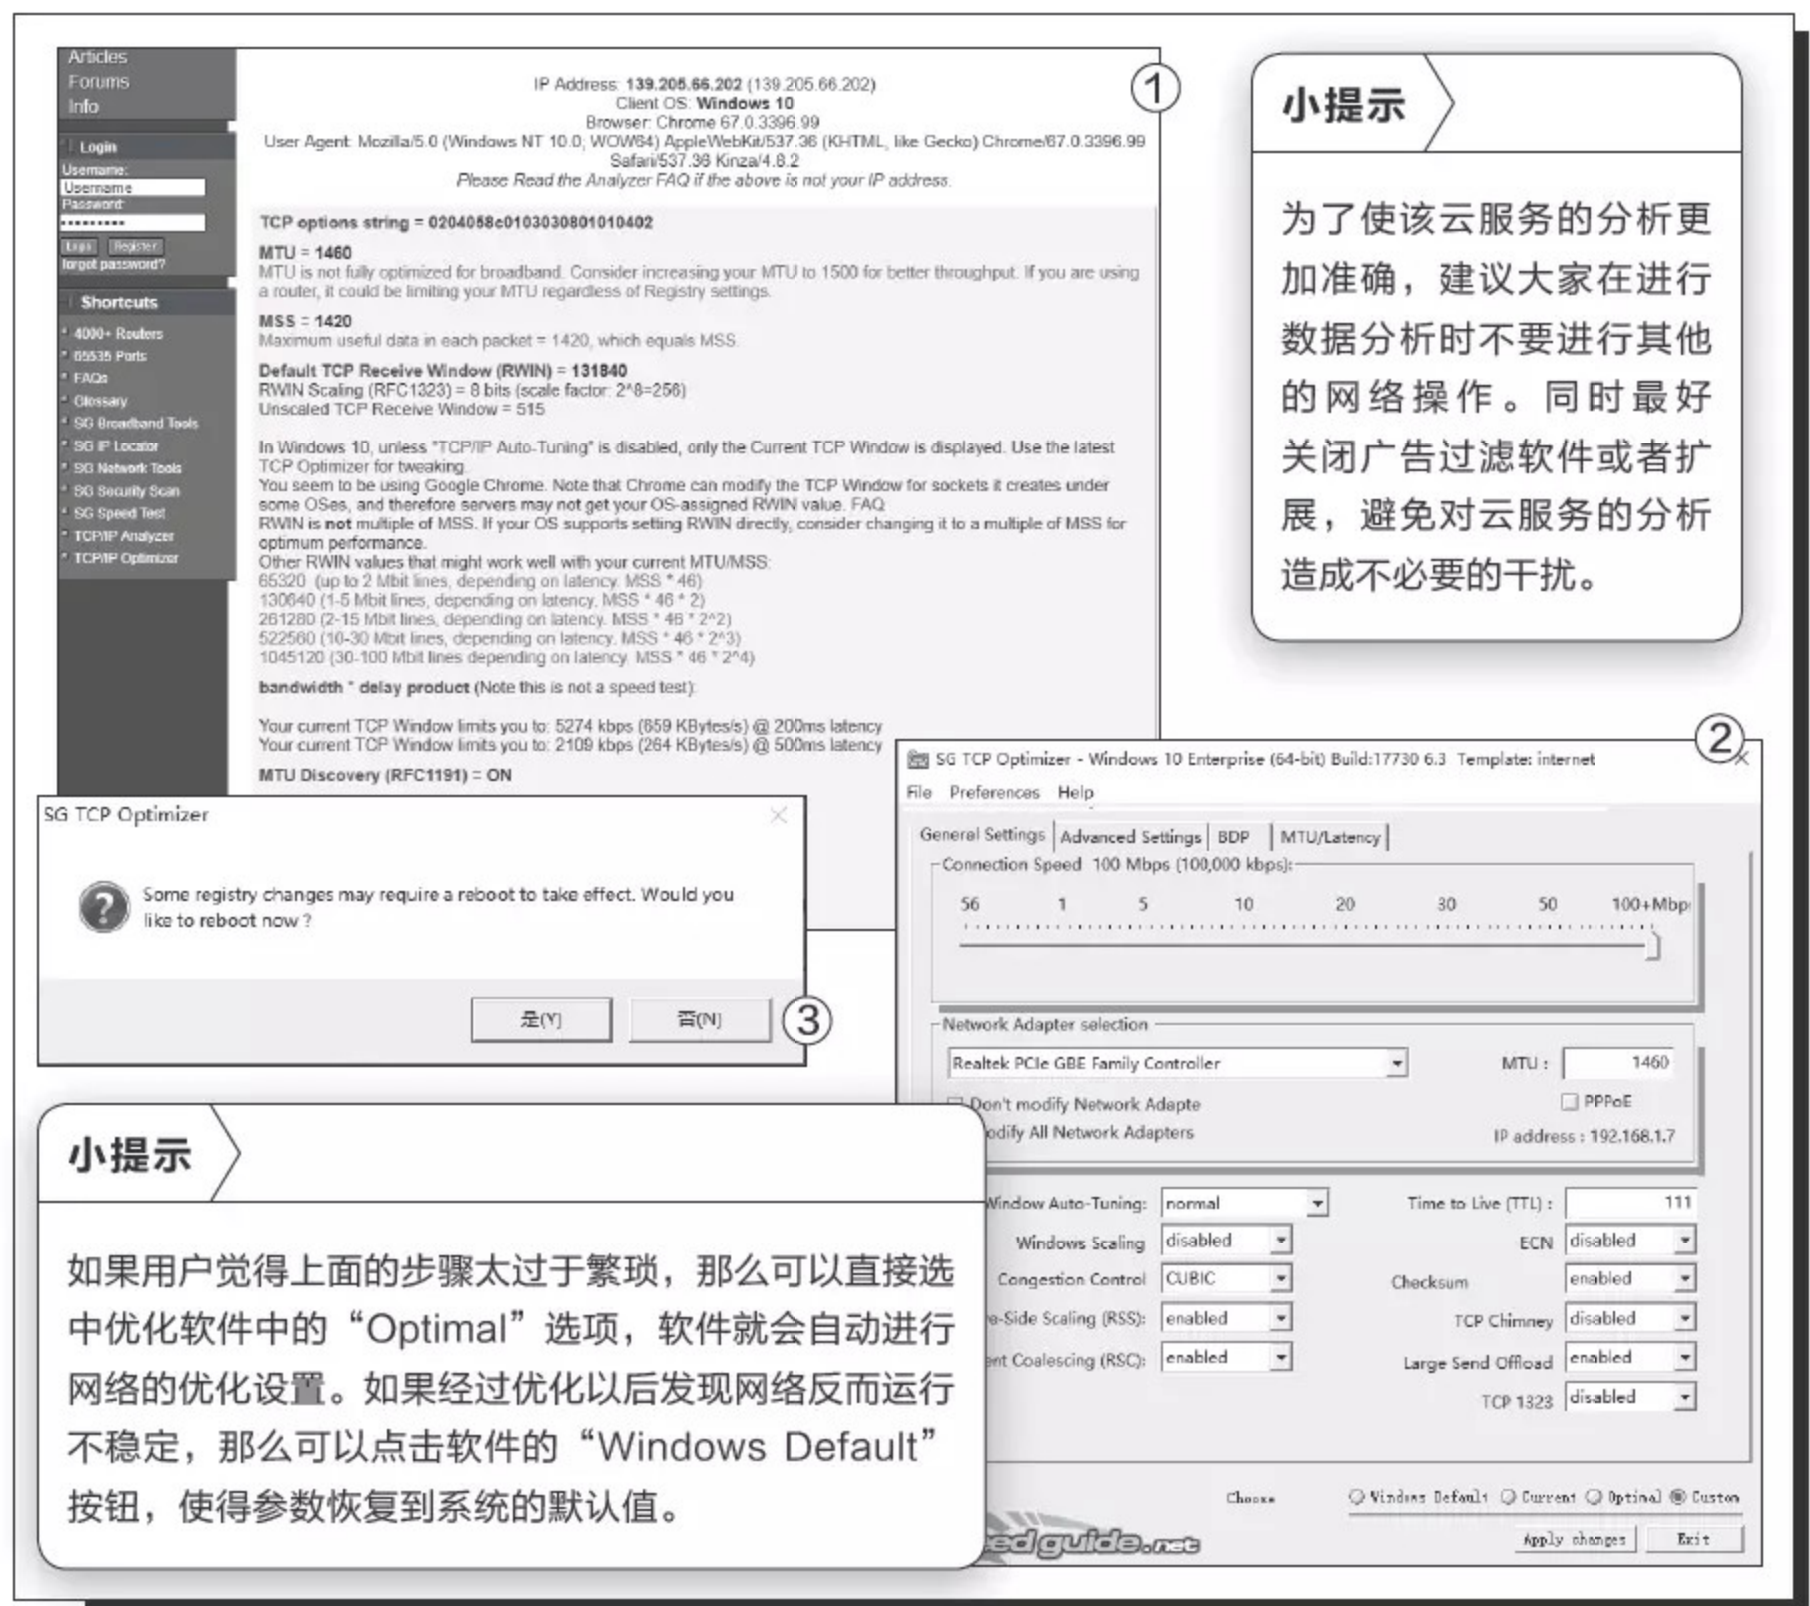 Articles
Forums
Info
Login
Username:
Username
Password:
Login Register
forgot password?
Shortcuts
4000+ Routers
65535 Ports
FAQs
Glossary
SG Broadband Tools
SG IP Locator
SG Network Tools
SG Security Scan
SG Speed Test
TCP/IP Analyzer
TCP/IP Optimizer
①
IP Address: 139.205.66.202 (139.205.66.202)
Client OS: Windows 10
Browser: Chrome 67.0.3396.99
User Agent: Mozilla/5.0 (Windows NT 10.0; WOW64) AppleWebKit/537.36 (KHTML, like Gecko) Chrome/67.0.3396.99
Safari/537.36 Kinza/4.8.2
Please Read the Analyzer FAQ if the above is not your IP address.
TCP options string = 0204058c0103030801010402
MTU = 1460
MTU is not fully optimized for broadband. Consider increasing your MTU to 1500 for better throughput. If you are using
a router, it could be limiting your MTU regardless of Registry settings.
MSS = 1420
Maximum useful data in each packet = 1420, which equals MSS.
Default TCP Receive Window (RWIN) = 131840
RWIN Scaling (RFC1323) = 8 bits (scale factor: 2^8=256)
Unscaled TCP Receive Window = 515
In Windows 10, unless "TCP/IP Auto-Tuning" is disabled, only the Current TCP Window is displayed. Use the latest
TCP Optimizer for tweaking.
You seem to be using Google Chrome. Note that Chrome can modify the TCP Window for sockets it creates under
some OSes, and therefore servers may not get your OS-assigned RWIN value. FAQ
RWIN is not multiple of MSS. If your OS supports setting RWIN directly, consider changing it to a multiple of MSS for
optimum performance.
Other RWIN values that might work well with your current MTU/MSS:
65320 (up to 2 Mbit lines, depending on latency. MSS * 46)
130640 (1-5 Mbit lines, depending on latency. MSS * 46 * 2)
261280 (2-15 Mbit lines, depending on latency. MSS * 46 * 2^2)
522560 (10-30 Mbit lines, depending on latency. MSS * 46 * 2^3)
1045120 (30-100 Mbit lines depending on latency. MSS * 46 * 2^4)
bandwidth * delay product (Note this is not a speed test):
Your current TCP Window limits you to: 5274 kbps (659 KBytes/s) @ 200ms latency
Your current TCP Window limits you to: 2109 kbps (264 KBytes/s) @ 500ms latency
MTU Discovery (RFC1191) = ON
小提示
为了使该云服务的分析更
加准确，建议大家在进行
数据分析时不要进行其他
的网络操作。同时最好
关闭广告过滤软件或者扩
展，避免对云服务的分析
造成不必要的干扰。
SG TCP Optimizer
Some registry changes may require a reboot to take effect. Would you
like to reboot now ?
是(Y) 否(N)
③
②
SG TCP Optimizer - Windows 10 Enterprise (64-bit) Build:17730 6.3 Template: internet
File Preferences Help
General Settings Advanced Settings BDP MTU/Latency
Connection Speed 100 Mbps (100,000 kbps):
56 1 5 10 20 30 50 100+Mbp
Network Adapter selection
Realtek PCIe GBE Family Controller MTU : 1460
Don't modify Network Adapte PPPoE
odify All Network Adapters IP address : 192.168.1.7
Window Auto-Tuning: normal Time to Live (TTL) : 111
Windows Scaling disabled ECN disabled
Congestion Control CUBIC Checksum enabled
e-Side Scaling (RSS): enabled TCP Chimney disabled
ent Coalescing (RSC): enabled Large Send Offload enabled
TCP 1323 disabled
Choose Windows Default Current Optimal Custom
Apply changes Exit
edguide.net
小提示
如果用户觉得上面的步骤太过于繁琐，那么可以直接选
中优化软件中的“Optimal”选项，软件就会自动进行
网络的优化设置。如果经过优化以后发现网络反而运行
不稳定，那么可以点击软件的“Windows Default”
按钮，使得参数恢复到系统的默认值。